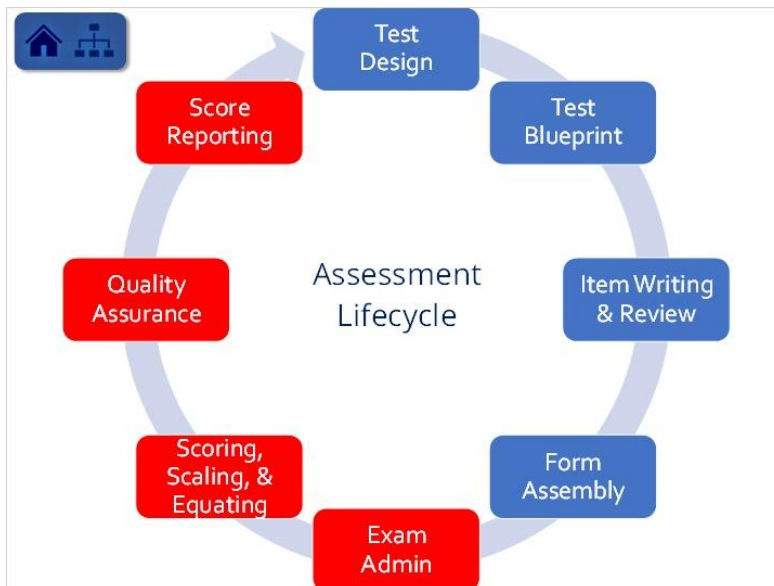 Test
Design
Test
Blueprint
Item Writing
& Review
Form
Assembly
Exam
Admin
Scoring,
Scaling, &
Equating
Quality
Assurance
Score
Reporting
Assessment
Lifecycle